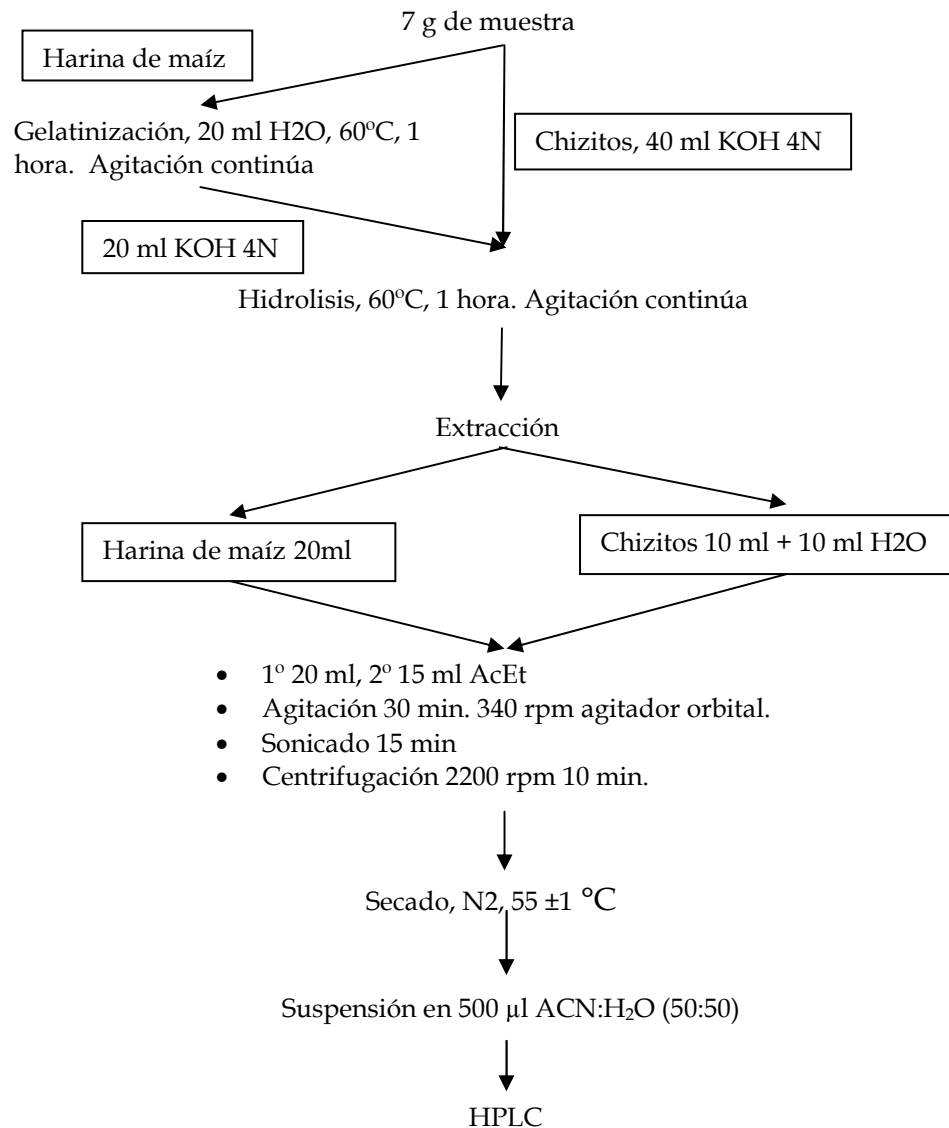 7 g de muestra
Harina de maíz
Gelatinización, 20 ml H2O, 60ºC, 1
hora. Agitación continúa
Chizitos, 40 ml KOH 4N
20 ml KOH 4N
Hidrolisis, 60ºC, 1 hora. Agitación continúa
Extracción
Harina de maíz 20ml
Chizitos 10 ml + 10 ml H2O
• 1º 20 ml, 2º 15 ml AcEt
• Agitación 30 min. 340 rpm agitador orbital.
• Sonicado 15 min
• Centrifugación 2200 rpm 10 min.
Secado, N2, 55 ±1 °C
Suspensión en 500 µl ACN:H₂O (50:50)
HPLC